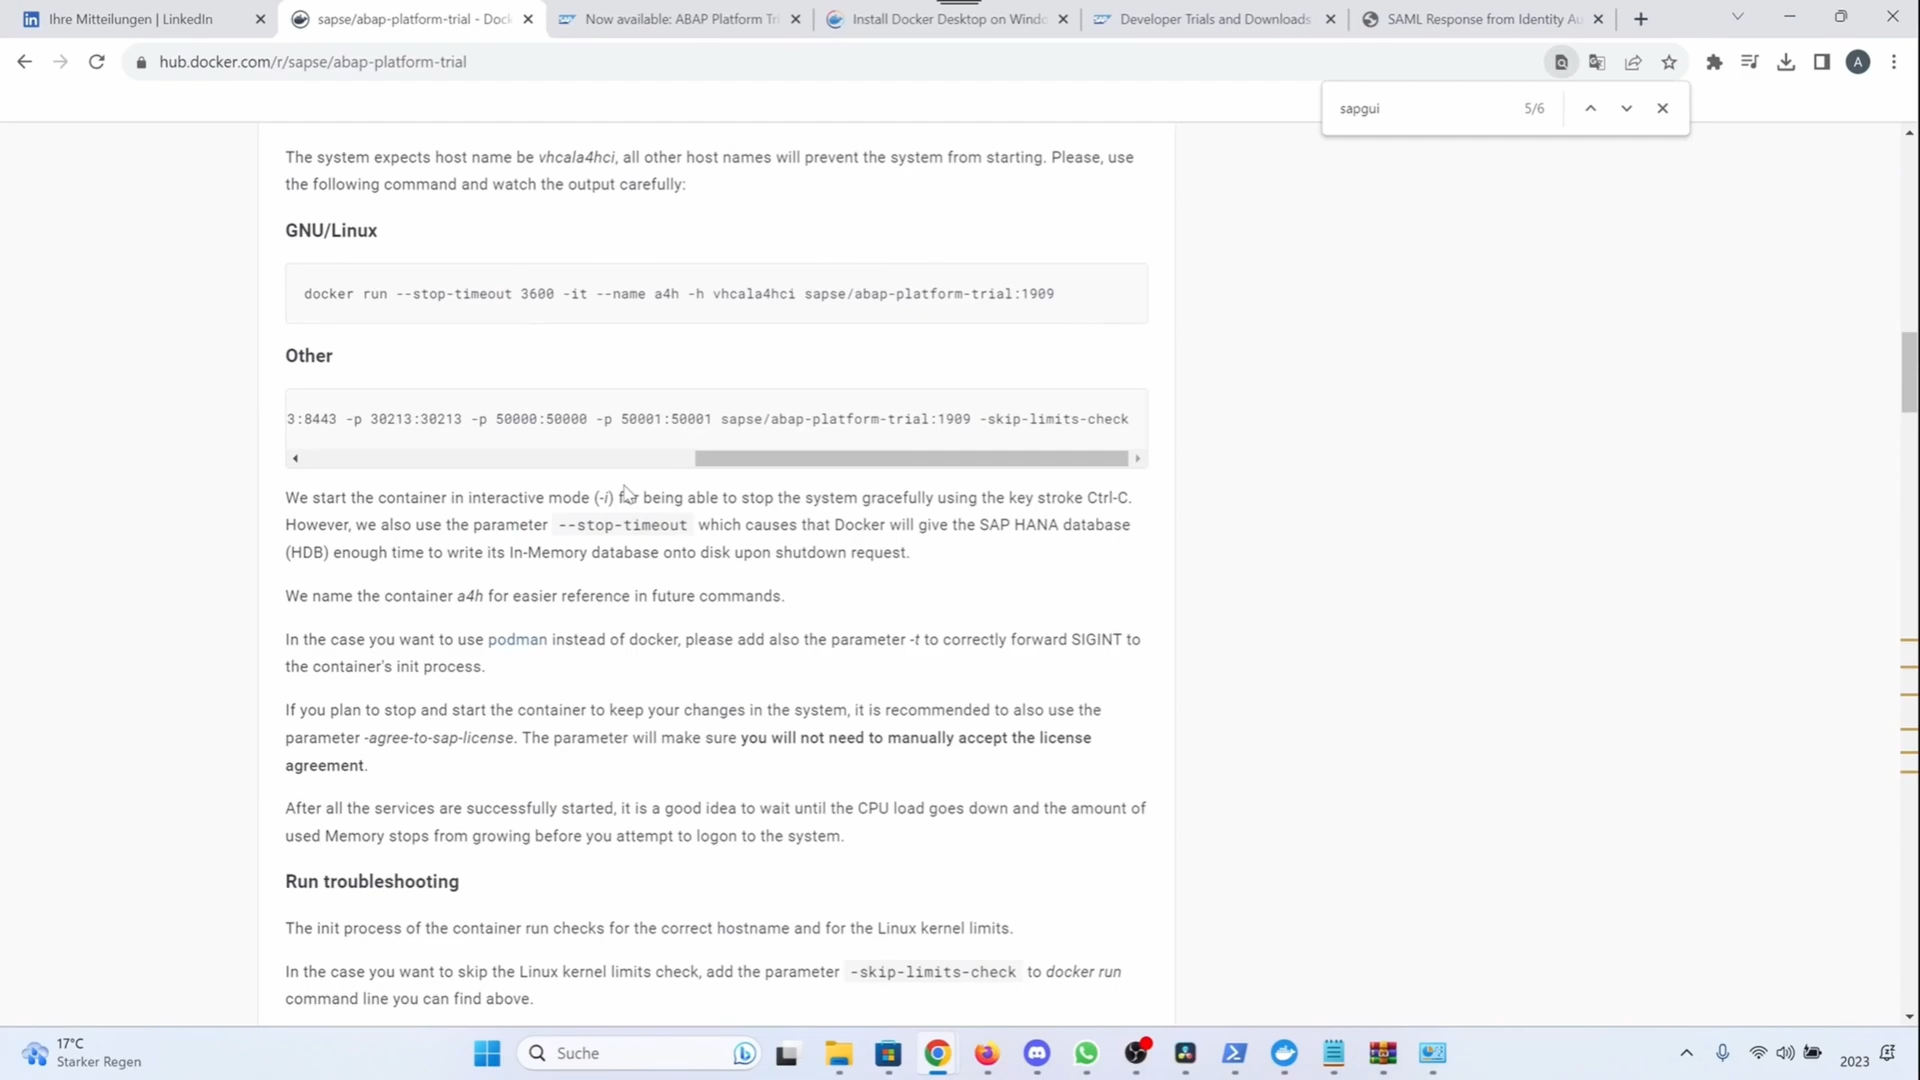 Ihre Mitteilungen | LinkedIn
sapse/abap-platform-trial - Dock
Now available: ABAP Platform Tri
Install Docker Desktop on Windo
Developer Trials and Downloads
SAML Response from Identity Au
hub.docker.com/r/sapse/abap-platform-trial
A
sapgui 5/6
The system expects host name be vhcala4hci, all other host names will prevent the system from starting. Please, use
the following command and watch the output carefully:
GNU/Linux
docker run --stop-timeout 3600 -it --name a4h -h vhcala4hci sapse/abap-platform-trial:1909
Other
3:8443 -p 30213:30213 -p 50000:50000 -p 50001:50001 sapse/abap-platform-trial:1909 -skip-limits-check
We start the container in interactive mode (-i) for being able to stop the system gracefully using the key stroke Ctrl-C.
However, we also use the parameter --stop-timeout which causes that Docker will give the SAP HANA database
(HDB) enough time to write its In-Memory database onto disk upon shutdown request.
We name the container a4h for easier reference in future commands.
In the case you want to use podman instead of docker, please add also the parameter -t to correctly forward SIGINT to
the container's init process.
If you plan to stop and start the container to keep your changes in the system, it is recommended to also use the
parameter -agree-to-sap-license. The parameter will make sure you will not need to manually accept the license
agreement.
After all the services are successfully started, it is a good idea to wait until the CPU load goes down and the amount of
used Memory stops from growing before you attempt to logon to the system.
Run troubleshooting
The init process of the container run checks for the correct hostname and for the Linux kernel limits.
In the case you want to skip the Linux kernel limits check, add the parameter -skip-limits-check to docker run
command line you can find above.
17°C
Starker Regen
Suche
2023